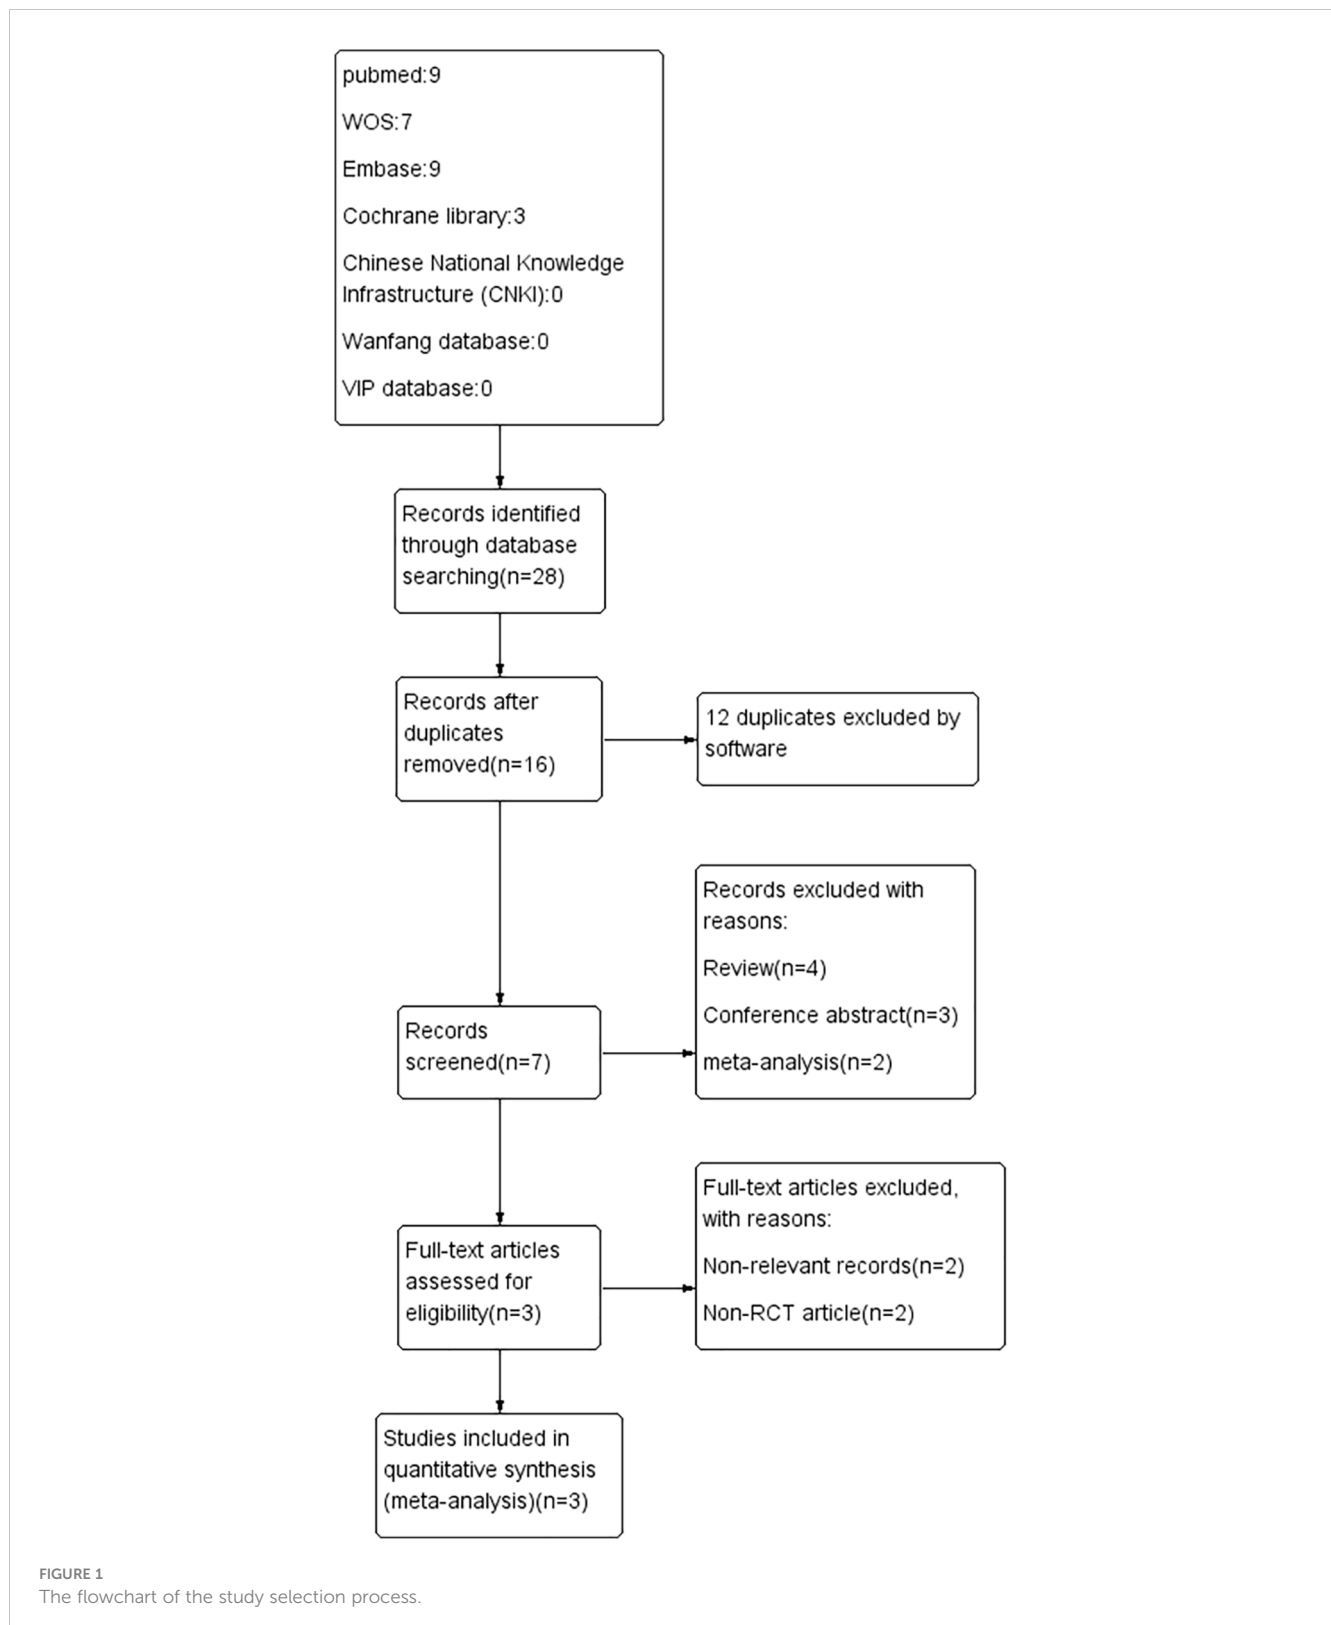 pubmed:9
WOS:7
Embase:9
Cochrane library:3
Chinese National Knowledge
Infrastructure (CNKI):0
Wanfang database:0
VIP database:0
Records identified
through database
searching(n=28)
Records after
duplicates
removed(n=16)
12 duplicates excluded by
software
Records excluded with
reasons:
Review(n=4)
Conference abstract(n=3)
meta-analysis(n=2)
Records
screened(n=7)
Full-text articles excluded,
with reasons:
Non-relevant records(n=2)
Non-RCT article(n=2)
Full-text articles
assessed for
eligibility(n=3)
Studies included in
quantitative synthesis
(meta-analysis)(n=3)
FIGURE 1
The flowchart of the study selection process.